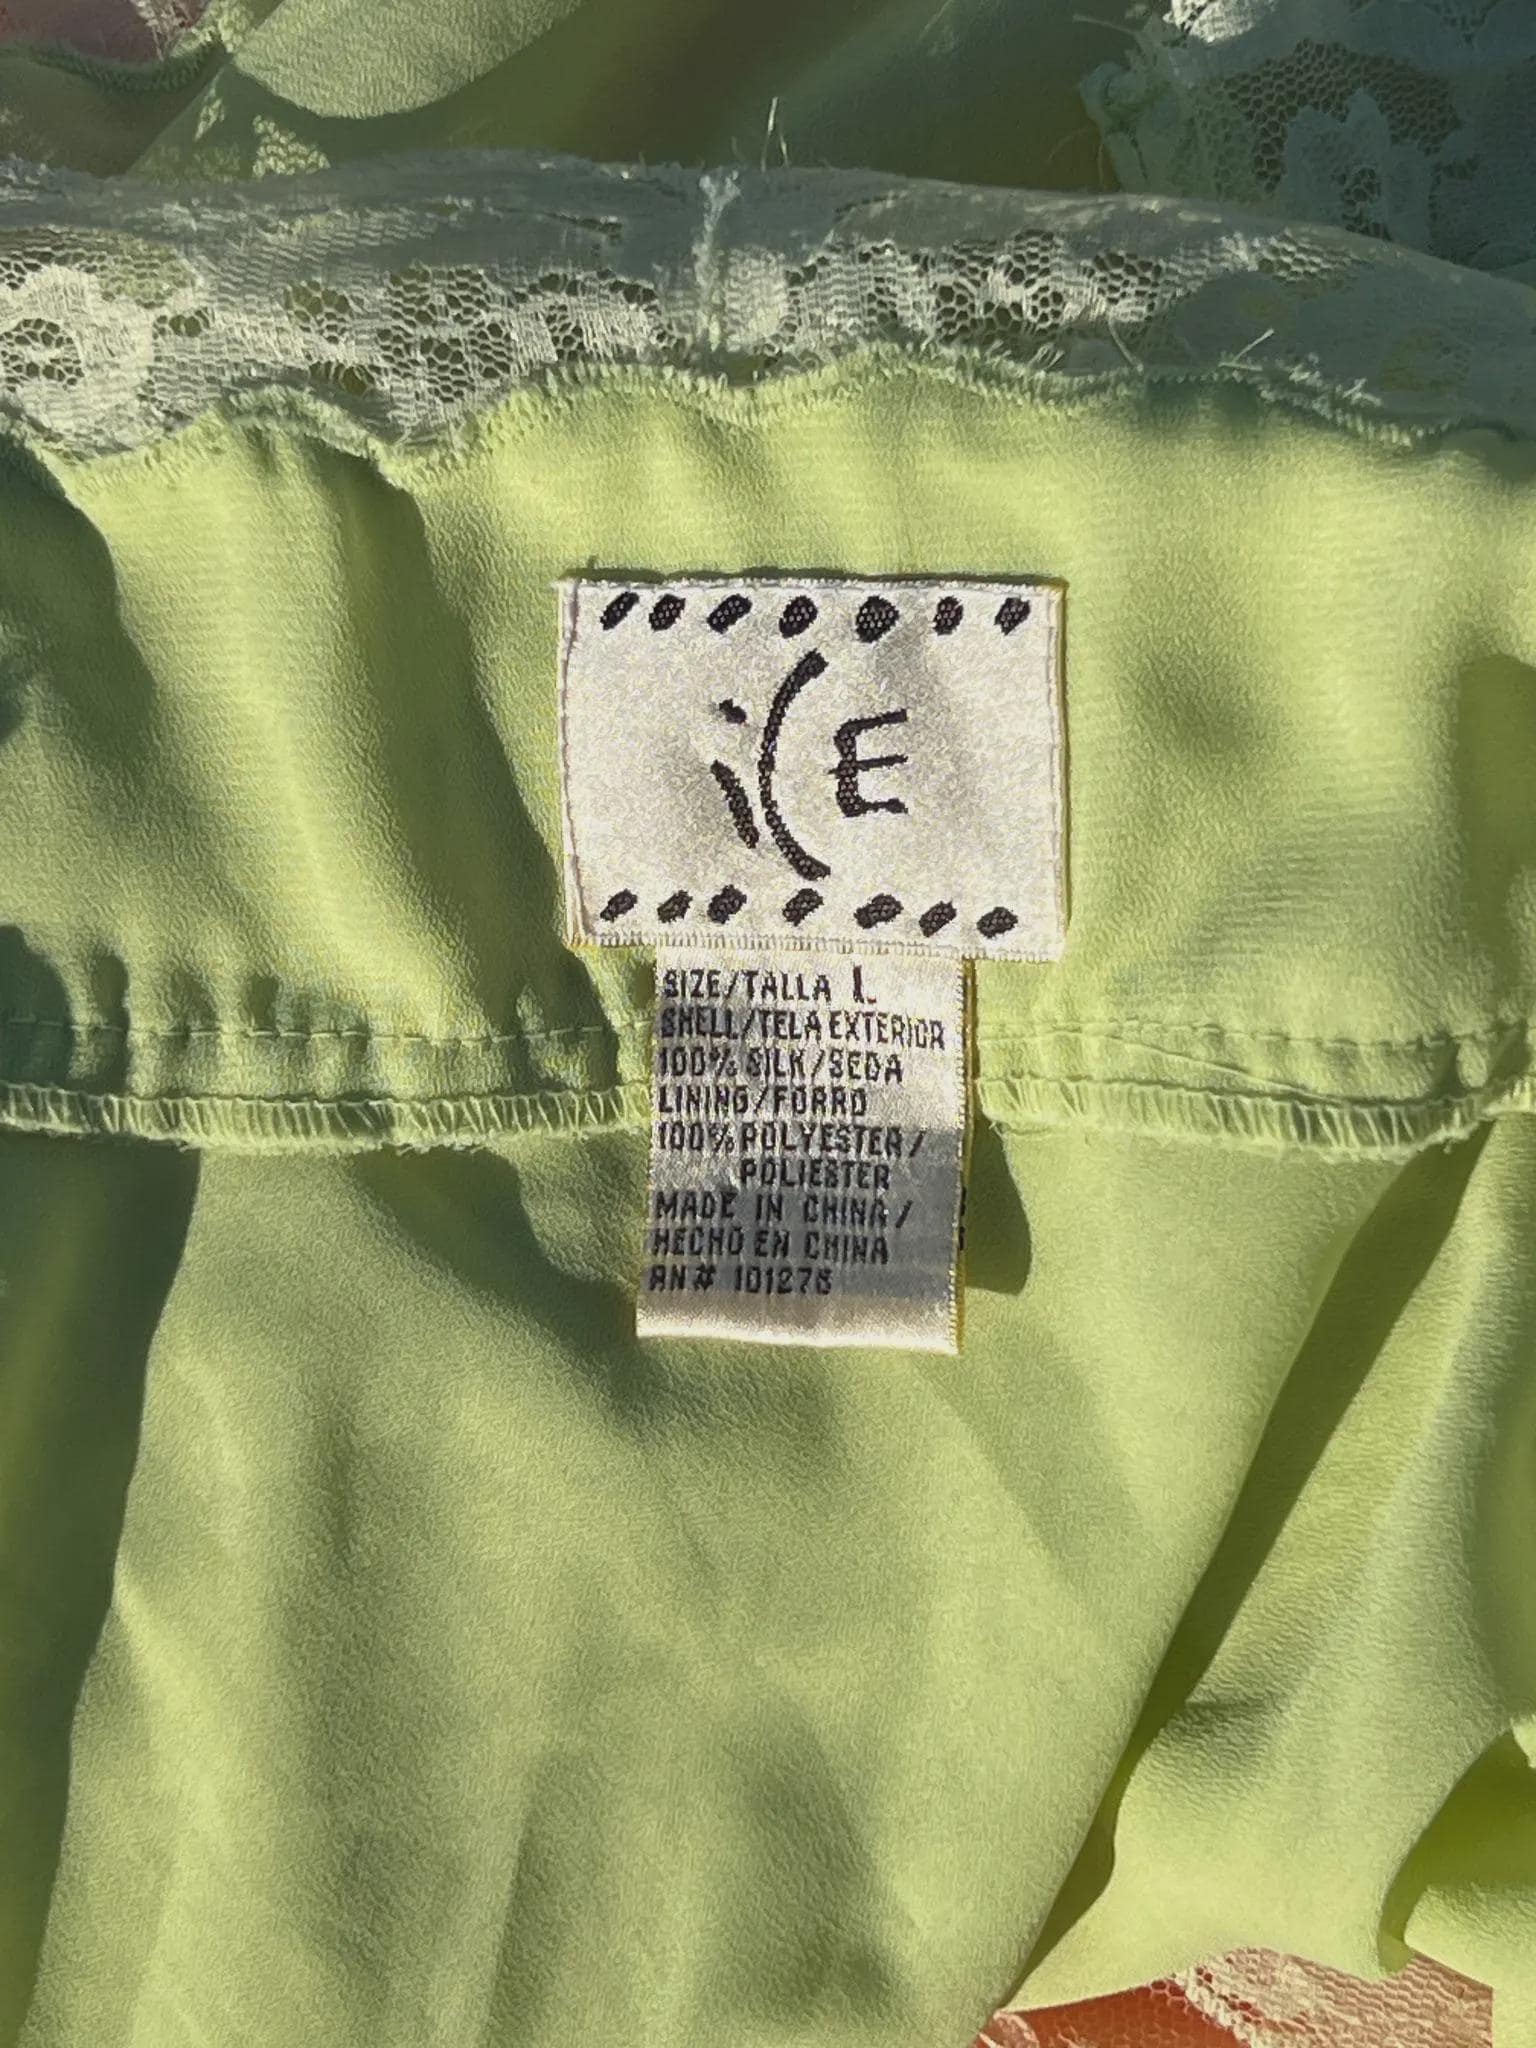 i(E
SIZE/TALLA L
SHELL/TELA EXTERIOR
100% SILK/SEDA
LINING/FORRO
100% POLYESTER/
POLIESTER
MADE IN CHINA/
HECHO EN CHINA
RN# 101276